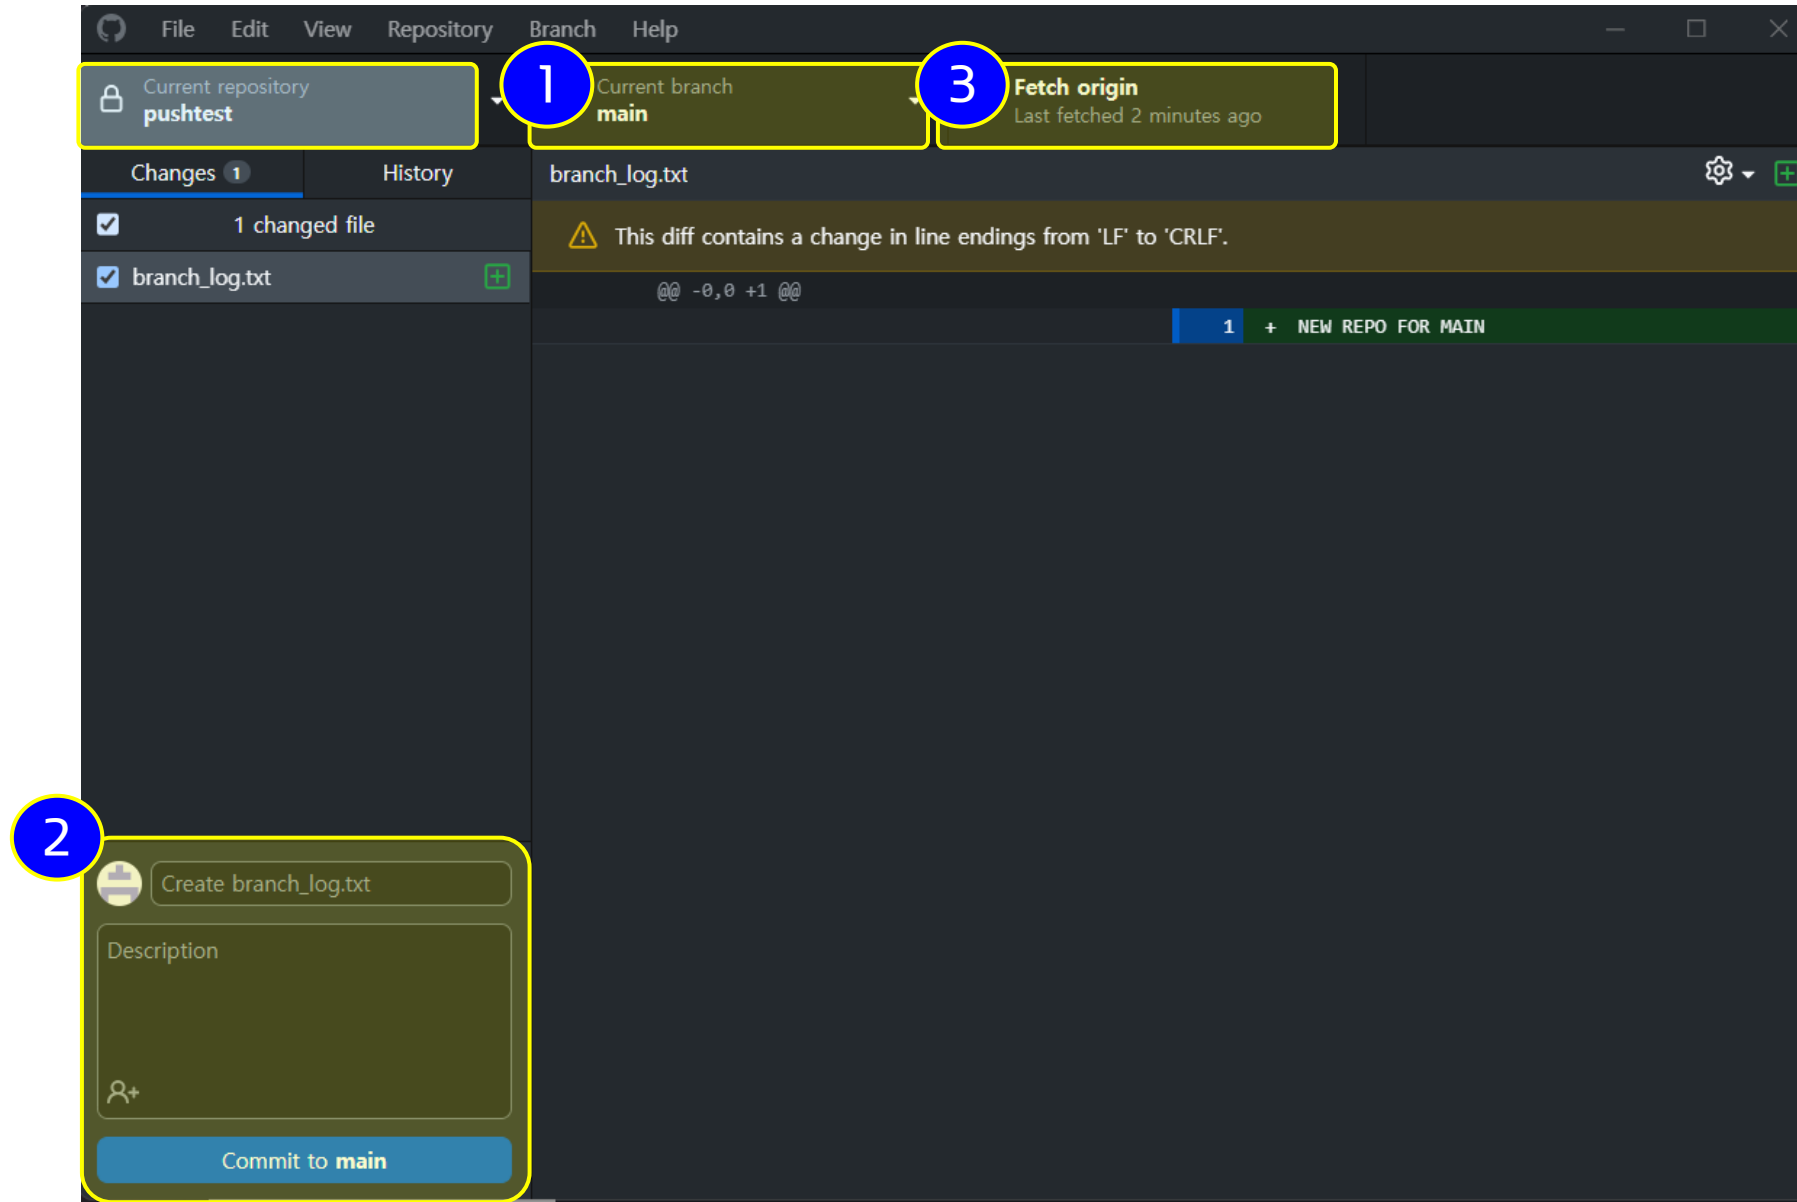 File Edit View Repository Branch Help
Current repository
pushtest
1
Current branch
main
3
Fetch origin
Last fetched 2 minutes ago
Changes 1
History
branch_log.txt
1 changed file
This diff contains a change in line endings from 'LF' to 'CRLF'.
branch_log.txt
@@ -0,0 +1 @@
1 + NEW REPO FOR MAIN
2
Create branch_log.txt
Description
Commit to main